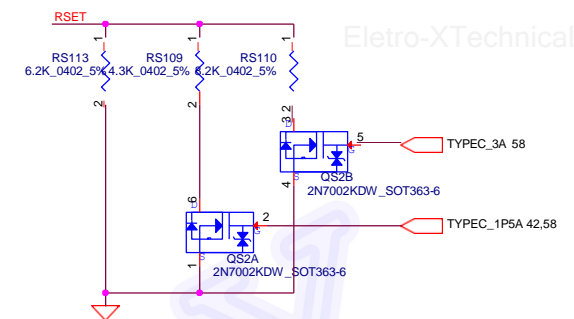 RSET
Eletro-XTechnical
1
1
1
RS113
RS109
RS110
6.2K_0402_5%
4.3K_0402_5%
8.2K_0402_5%
2
2
2
3
D
5
TYPEC_3A 58
G
S
QS2B
4
2N7002KDW_SOT363-6
6
D
2
TYPEC_1P5A 42,58
G
S
QS2A
1
2N7002KDW_SOT363-6